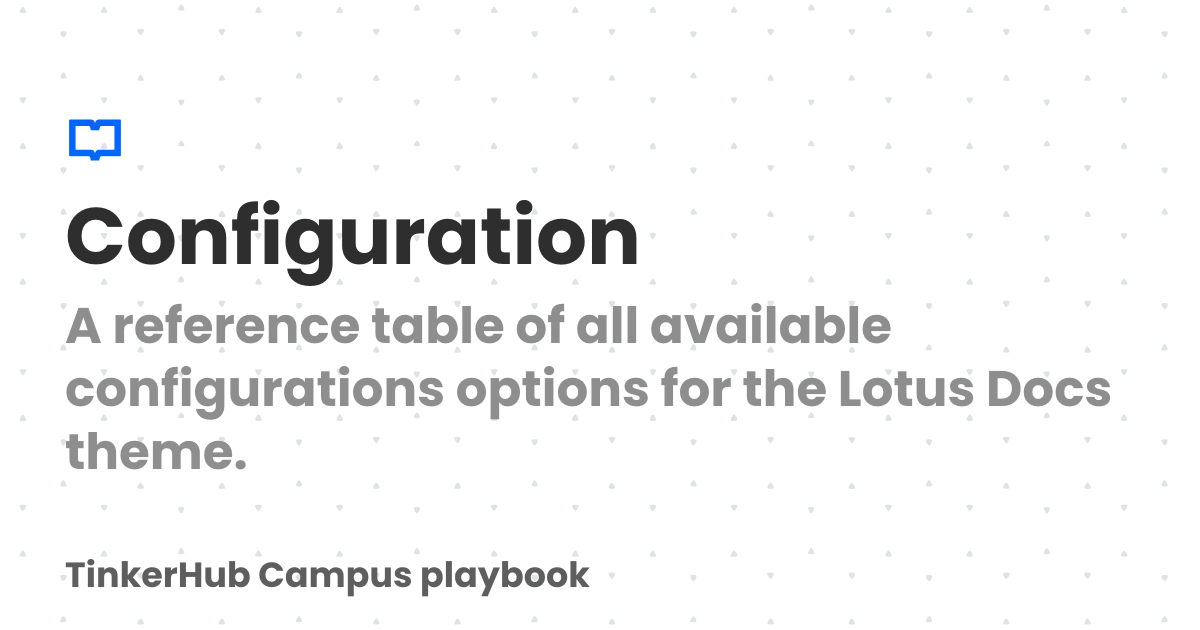 Configuration
A reference table of all available
configurations options for the Lotus Docs
theme.
TinkerHub Campus playbook